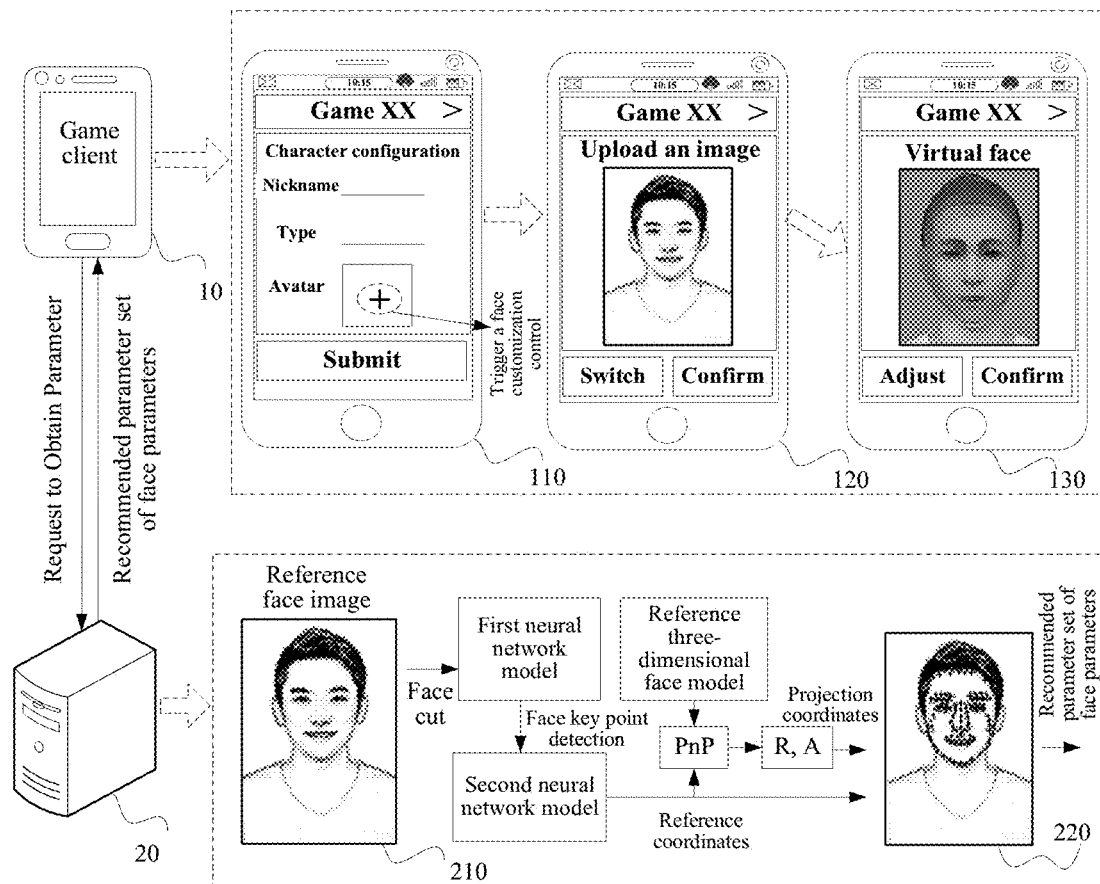 Game
client
10
10:15
Game XX >
Character configuration
Nickname
Type
Avatar
+
Submit
Trigger a face
customization
control
110
10:15
Game XX >
Upload an image
Switch
Confirm
120
10:15
Game XX >
Virtual face
Adjust
Confirm
130
Request to Obtain Parameter
Recommended parameter set
of face parameters
20
Reference
face image
210
Face
cut
First neural
network
model
Face key point
detection
Second neural
network model
Reference
three-
dimensional
face model
PnP
R, A
Projection
coordinates
Reference
coordinates
220
Recommended
parameter set of
face parameters